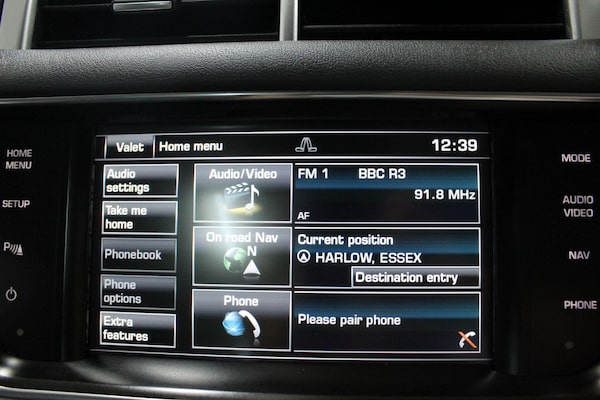 Valet Home menu 12:39
HOME
MENU
SETUP
P
Audio
settings
Take me
home
Phonebook
Phone
options
Extra
features
Audio/Video
On road Nav
N
Phone
FM 1 BBC R3
91.8 MHz
AF
Current position
HARLOW, ESSEX
Destination entry
Please pair phone
MODE
AUDIO
VIDEO
NAV
PHONE